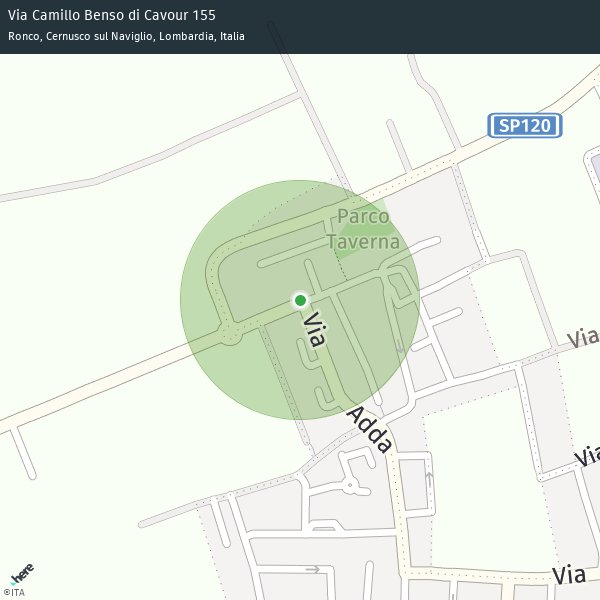 Via Camillo Benso di Cavour 155
Ronco, Cernusco sul Naviglio, Lombardia, Italia
SP120
Parco
Taverna
Via
Adda
Via
Via
Via
here
©ITA